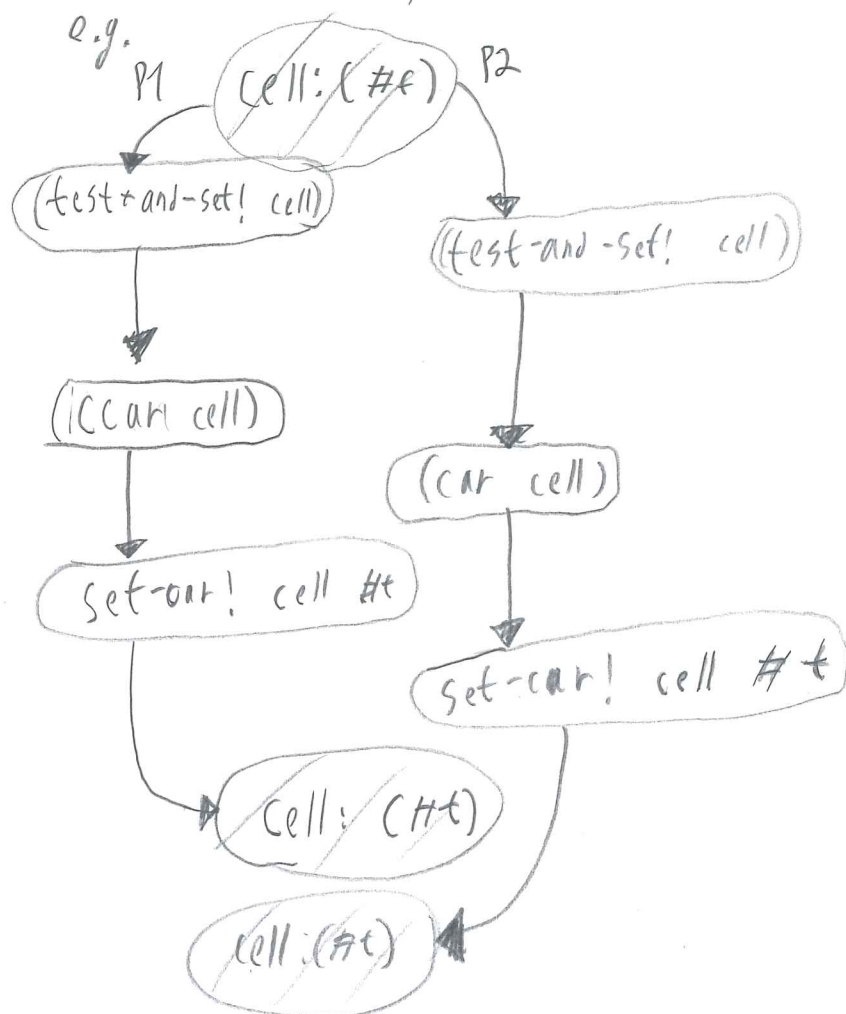 e.g.
P1
cell: (#f)
P2
(test-and-set! cell)
(test-and-set! cell)
cell)
(car cell)
set-car! cell #t
set-car! cell #t
cell: (#t)
cell: (#t)